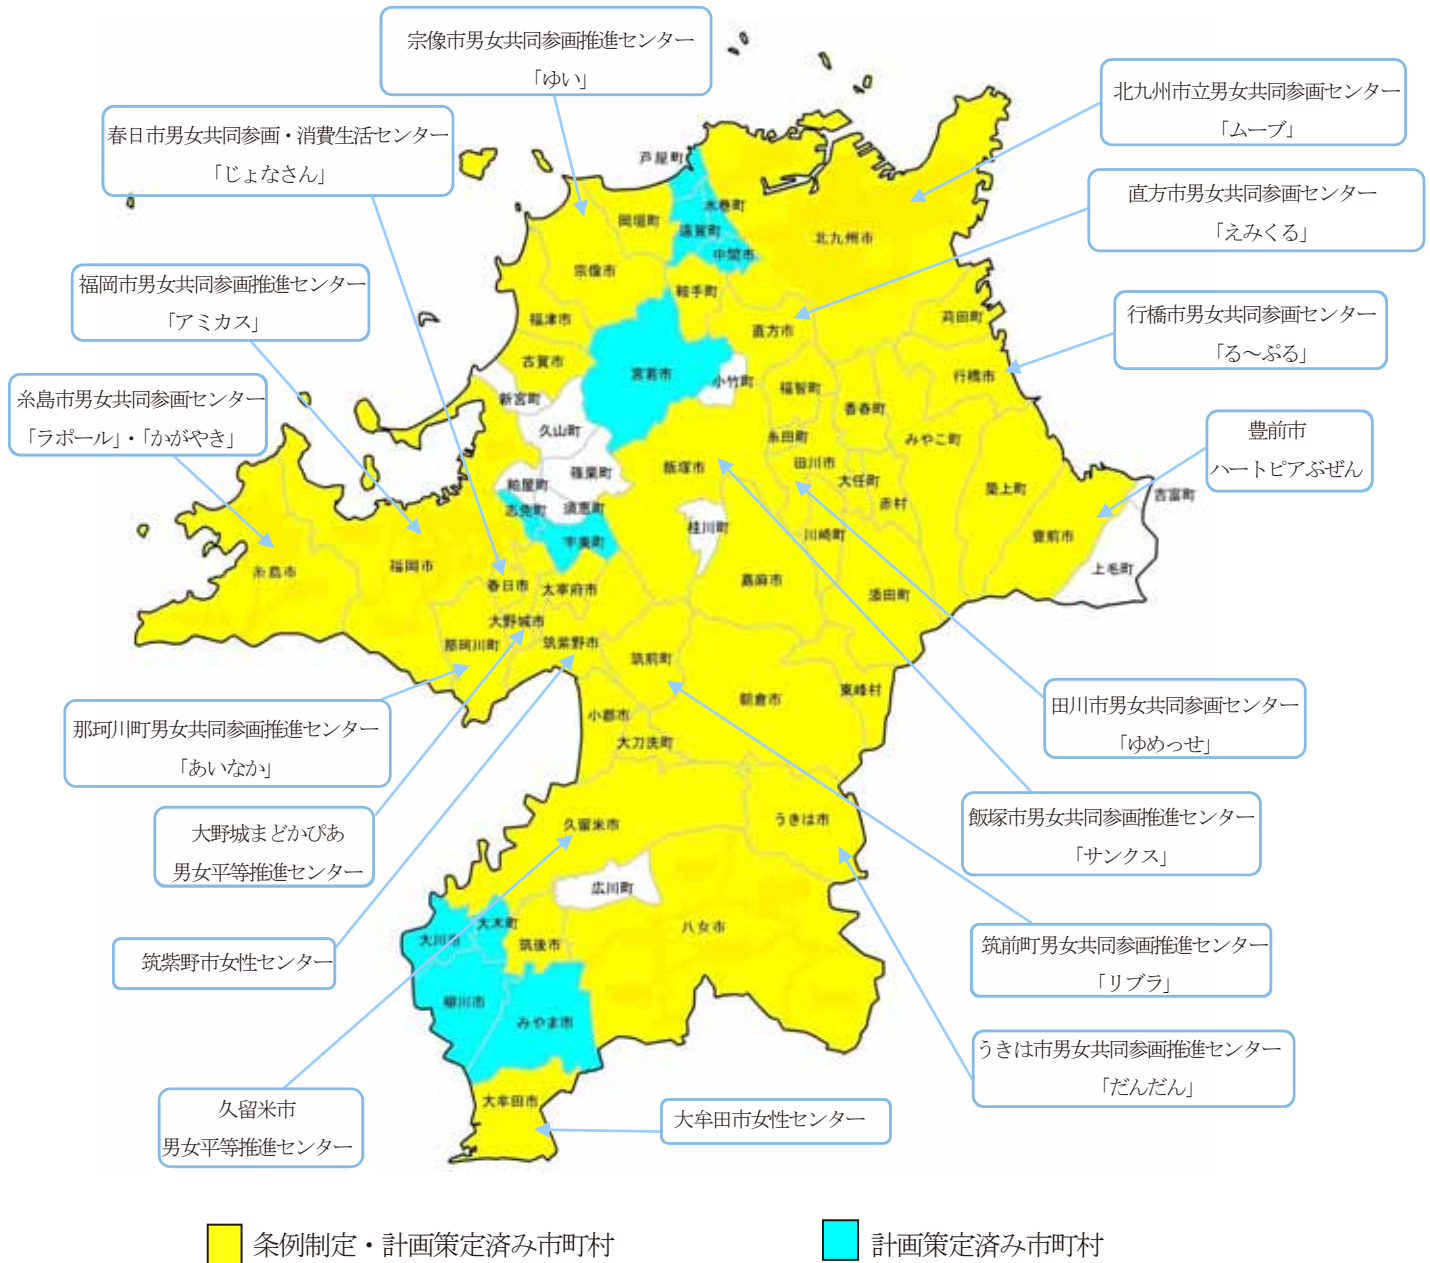 宗像市男女共同参画推進センター
「ゆい」
北九州市立男女共同参画センター
「ムーブ」
春日市男女共同参画・消費生活センター
「じょなさん」
直方市男女共同参画センター
「えみくる」
福岡市男女共同参画推進センター
「アミカス」
行橋市男女共同参画センター
「る～ぷる」
糸島市男女共同参画センター
「ラポール」・「かがやき」
豊前市
ハートピアぶぜん
芦屋町
水巻町
岡垣町
遠賀町
北九州市
中間市
宗像市
鞍手町
福津市
直方市
苅田町
古賀市
宮若市
小竹町
福智町
行橋市
新宮町
香春町
久山町
糸田町
みやこ町
篠栗町
飯塚市
田川市
粕屋町
大任町
築上町
吉富町
志免町
須恵町
赤村
桂川町
川崎町
豊前市
宇美町
糸島市
福岡市
上毛町
春日市
太宰府市
嘉麻市
添田町
大野城市
那珂川町
筑紫野市
筑前町
朝倉市
東峰村
小郡市
大刀洗町
久留米市
うきは市
広川町
大木町
大川市
筑後市
八女市
柳川市
みやま市
大牟田市
那珂川町男女共同参画推進センター
「あいなか」
田川市男女共同参画センター
「ゆめっせ」
大野城まどかぴあ
男女平等推進センター
飯塚市男女共同参画推進センター
「サンクス」
筑紫野市女性センター
筑前町男女共同参画推進センター
「リブラ」
うきは市男女共同参画推進センター
「だんだん」
久留米市
男女平等推進センター
大牟田市女性センター
条例制定・計画策定済み市町村
計画策定済み市町村